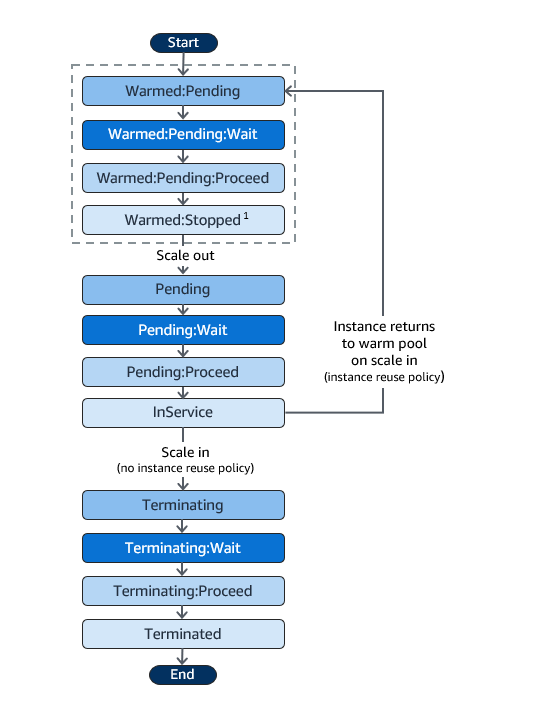 Start
Warmed:Pending
Warmed:Pending:Wait
Warmed:Pending:Proceed
Warmed:Stopped 1
Scale out
Pending
Pending:Wait
Pending:Proceed
InService
Instance returns
to warm pool
on scale in
(instance reuse policy)
Scale in
(no instance reuse policy)
Terminating
Terminating:Wait
Terminating:Proceed
Terminated
End